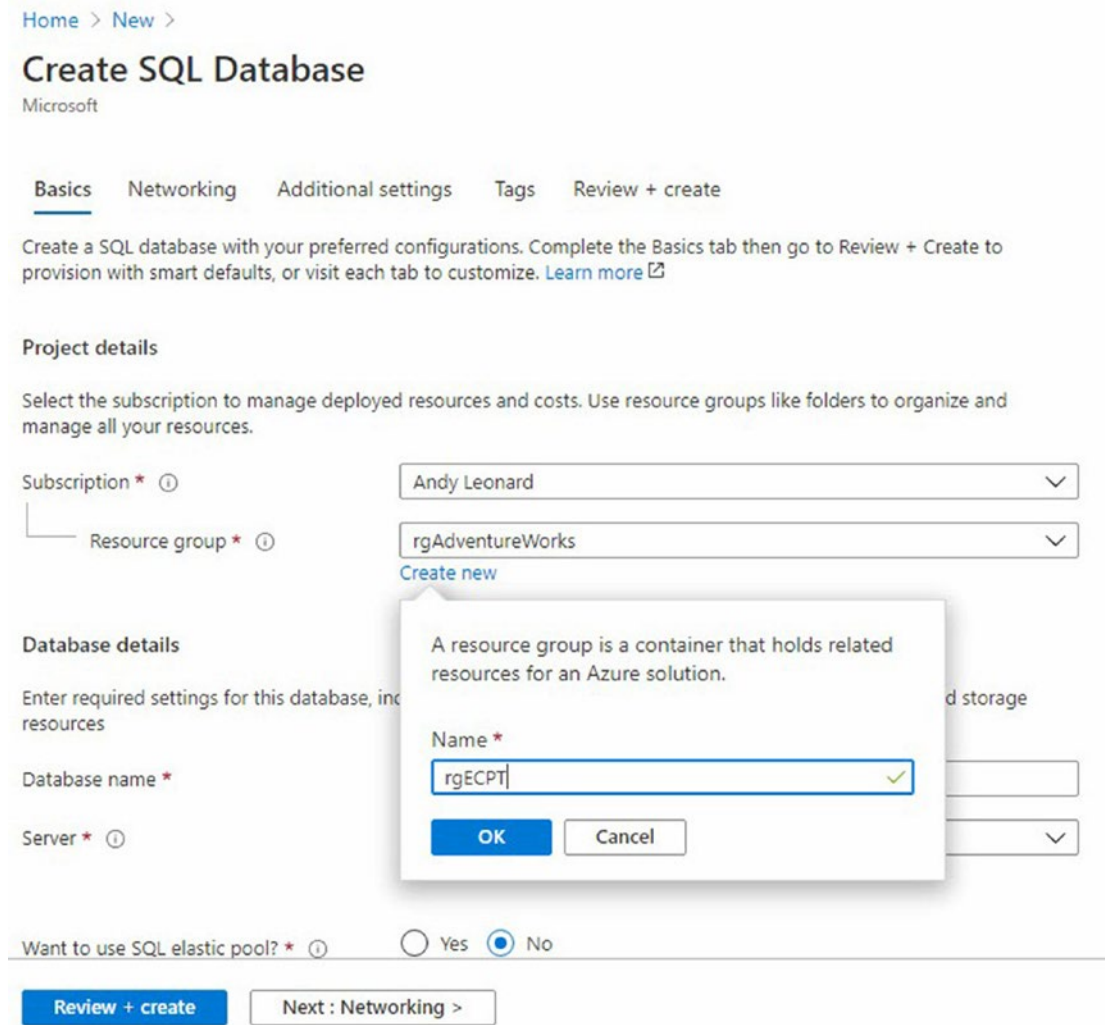 Home > New >
Create SQL Database
Microsoft
Basics Networking Additional settings Tags Review + create
Create a SQL database with your preferred configurations. Complete the Basics tab then go to Review + Create to
provision with smart defaults, or visit each tab to customize. Learn more
Project details
Select the subscription to manage deployed resources and costs. Use resource groups like folders to organize and
manage all your resources.
Subscription * Andy Leonard
Resource group * rgAdventureWorks
Create new
A resource group is a container that holds related
resources for an Azure solution.
Name *
rgECPT
OK Cancel
Database details
Enter required settings for this database, inc d storage
resources
Database name *
Server *
Want to use SQL elastic pool? * Yes No
Review + create Next : Networking >